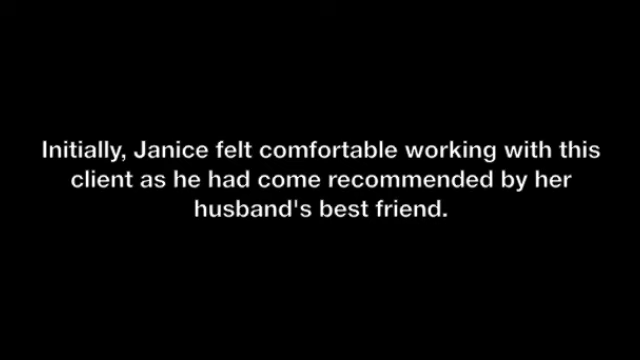 Initially, Janice felt comfortable working with this
client as he had come recommended by her
husband's best friend.